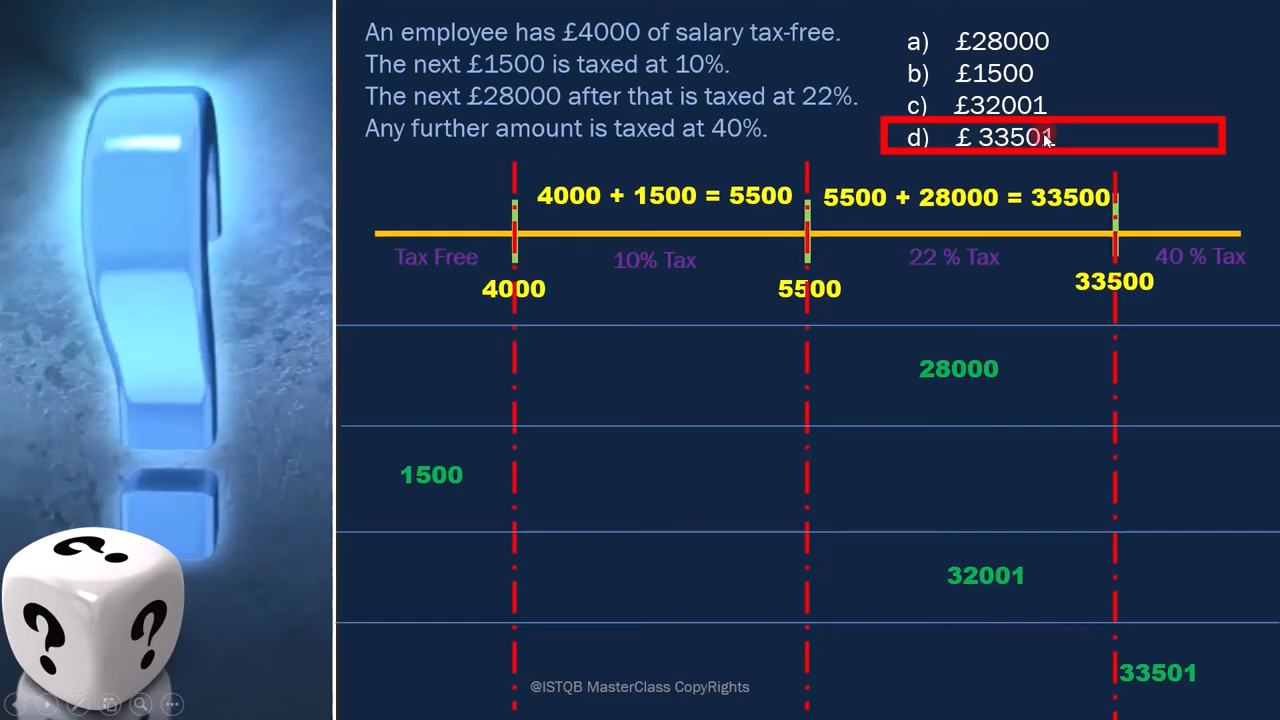 An employee has £4000 of salary tax-free.
The next £1500 is taxed at 10%.
The next £28000 after that is taxed at 22%.
Any further amount is taxed at 40%.
a) £28000
b) £1500
c) £32001
d) £ 33501
4000 + 1500 = 5500
5500 + 28000 = 33500
Tax Free
10% Tax
22 % Tax
40 % Tax
4000
5500
33500
28000
1500
32001
33501
? ? ?
@ISTQB MasterClass CopyRights